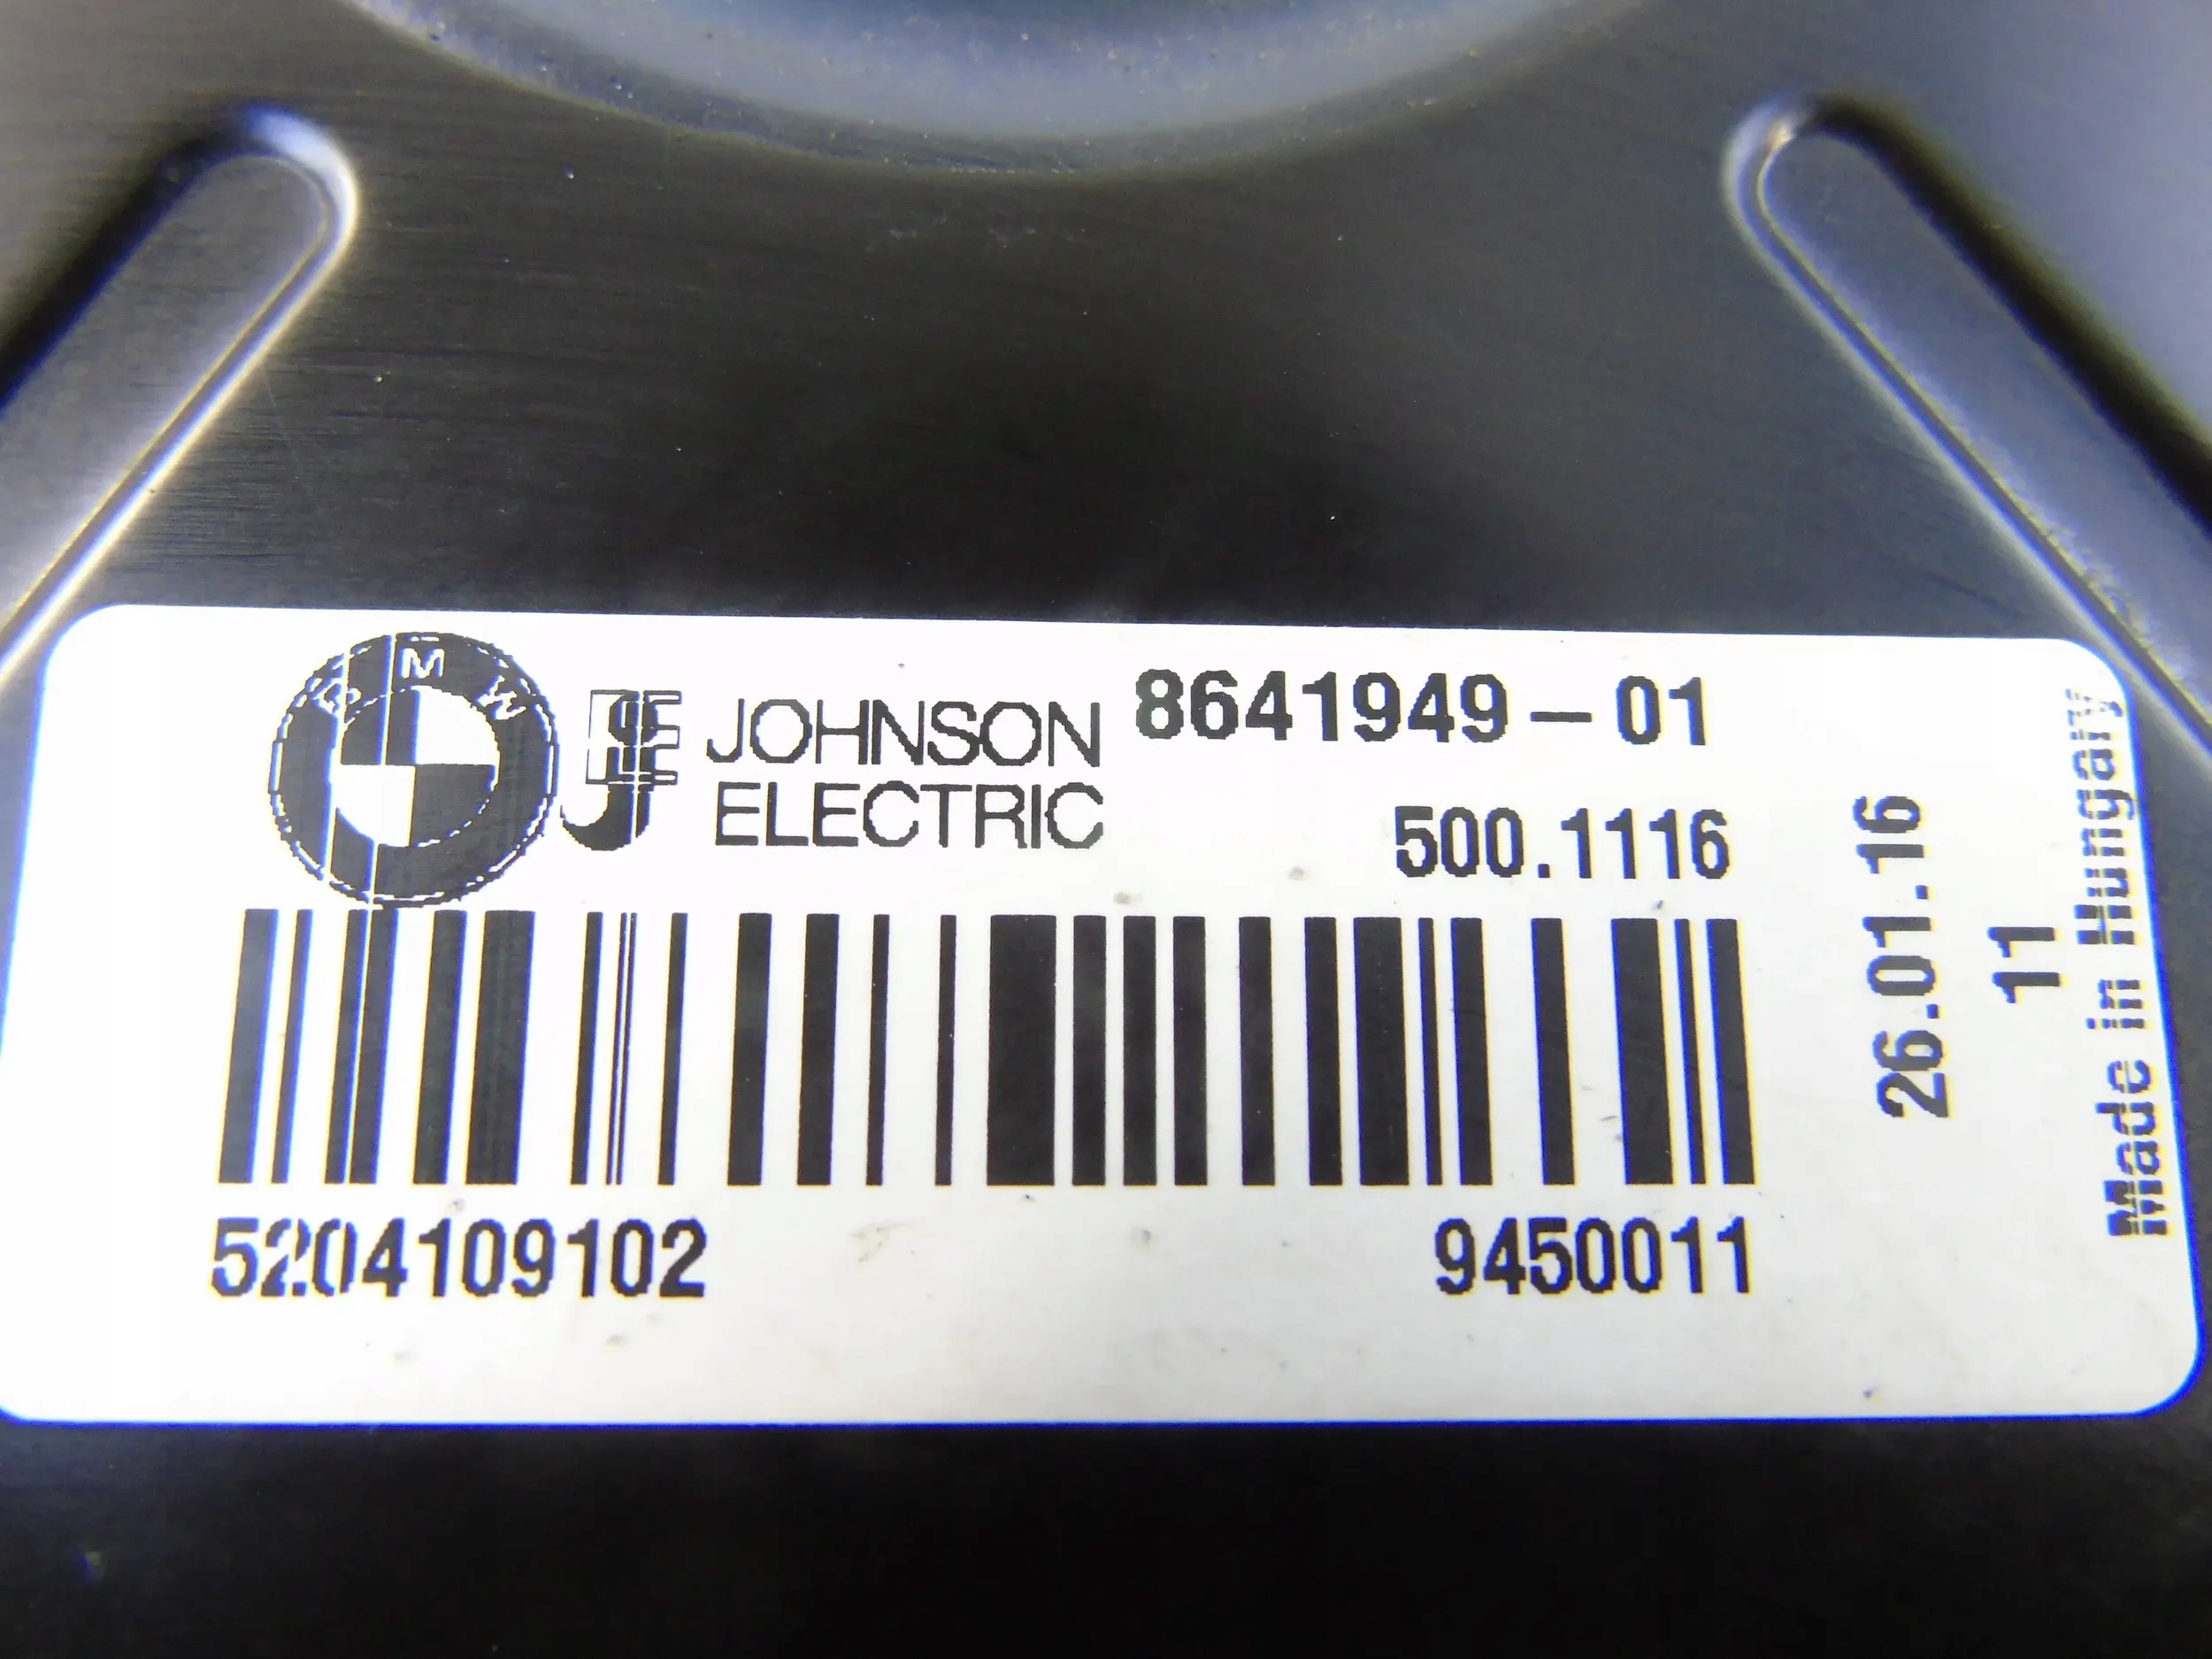 BMW
JOHNSON
ELECTRIC
8641949-01
500.1116
5204109102
9450011
26.01.16
11
Made in Hungary